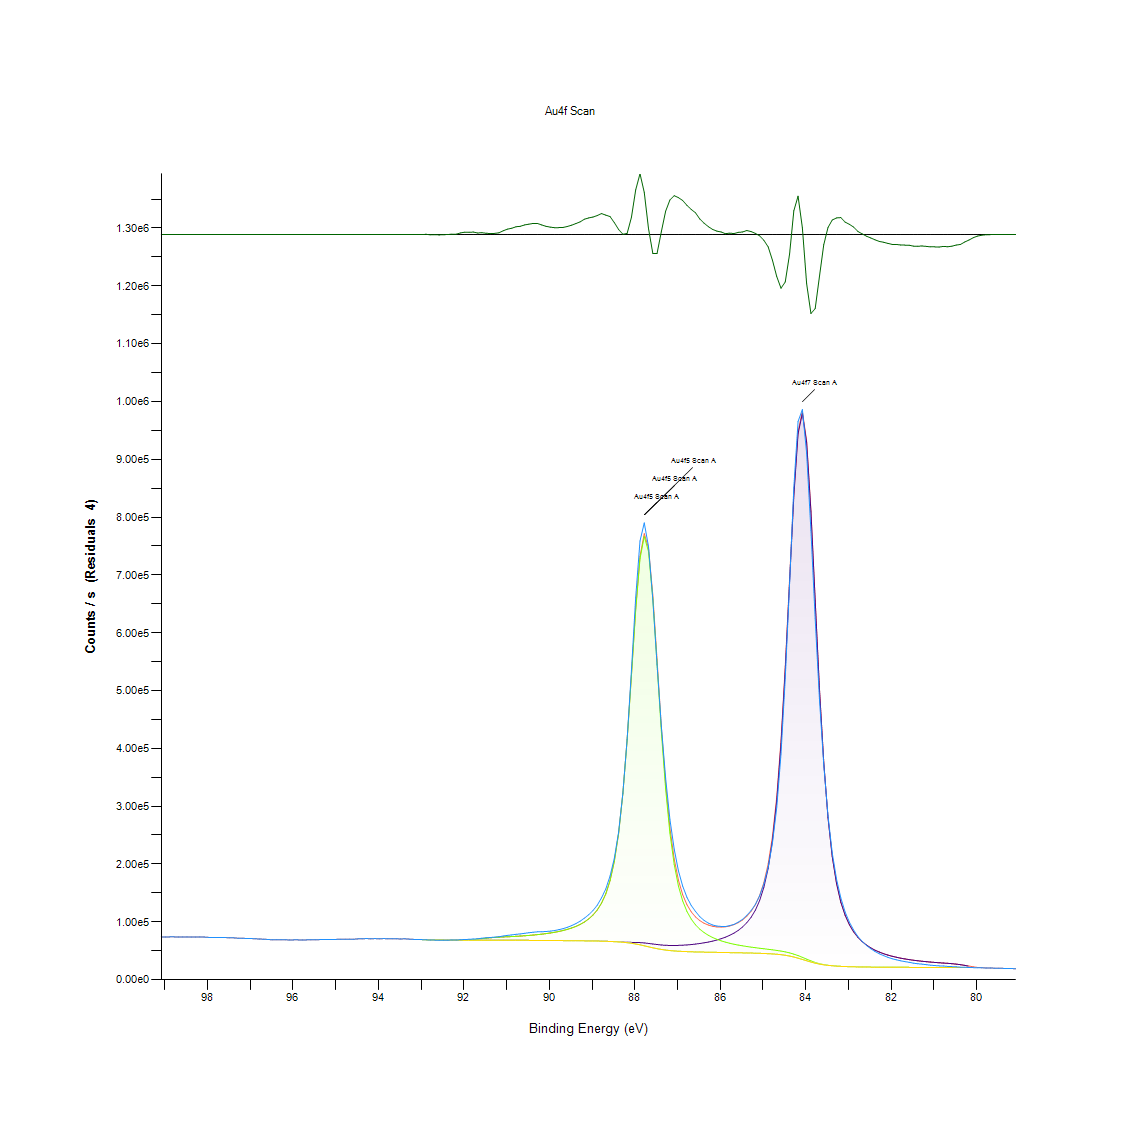 Au4f Scan
1.30e6
1.20e6
1.10e6
1.00e6
9.00e5
8.00e5
7.00e5
6.00e5
5.00e5
4.00e5
3.00e5
2.00e5
1.00e5
0.00e0
Counts / s (Residuals 4)
Au4f7 Scan A
Au4f5 Scan A
Au4f5 Scan A
Au4f5 Scan A
98 96 94 92 90 88 86 84 82 80
Binding Energy (eV)